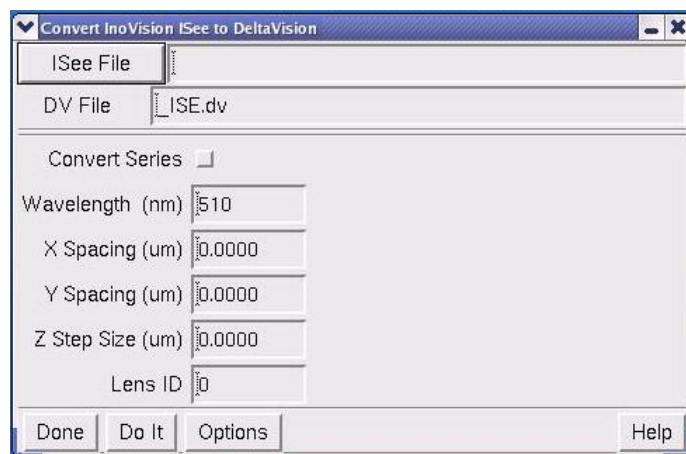 Convert InoVision ISee to DeltaVision
ISee File
DV File _ISE.dv
Convert Series
Wavelength (nm) 510
X Spacing (um) 0.0000
Y Spacing (um) 0.0000
Z Step Size (um) 0.0000
Lens ID 0
Done Do It Options Help